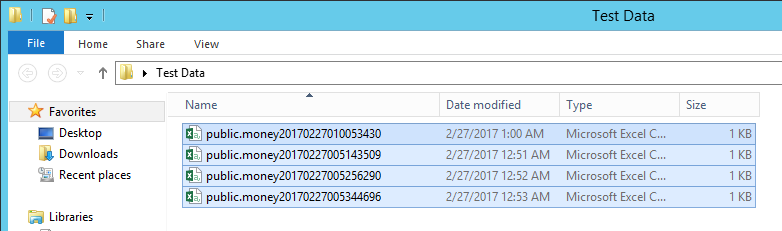 Test Data
File Home Share View
Test Data
Favorites Name Date modified Type Size
Desktop public.money20170227010053430 2/27/2017 1:00 AM Microsoft Excel C... 1 KB
Downloads public.money20170227005143509 2/27/2017 12:51 AM Microsoft Excel C... 1 KB
Recent places public.money20170227005256290 2/27/2017 12:52 AM Microsoft Excel C... 1 KB
public.money20170227005344696 2/27/2017 12:53 AM Microsoft Excel C... 1 KB
Libraries